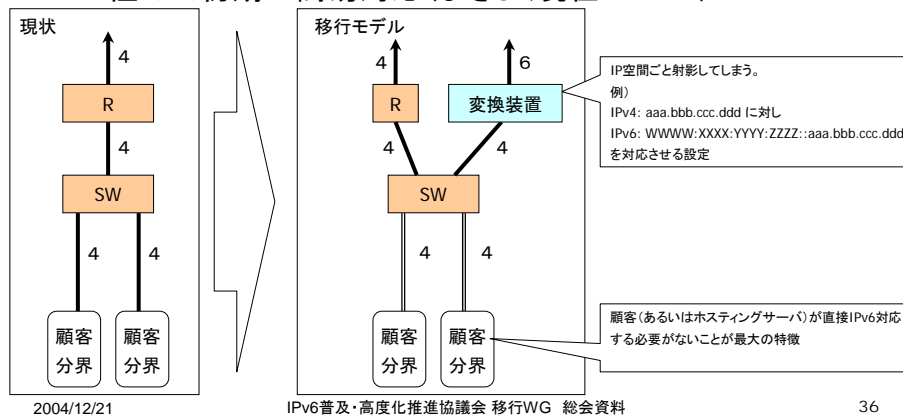 現状
4
R
4
SW
4
4
顧客
分界
顧客
分界
移行モデル
4
6
R
変換装置
4
4
SW
4
4
顧客
分界
顧客
分界
IP空間ごと射影してしまう。
例)
IPv4: aaa.bbb.ccc.ddd に対し
IPv6: WWWW:XXXX:YYYY:ZZZZ::aaa.bbb.ccc.ddd
を対応させる設定
顧客(あるいはホスティングサーバ)が直接IPv6対応
する必要がないことが最大の特徴
2004/12/21
IPv6普及・高度化推進協議会 移行WG 総会資料
36